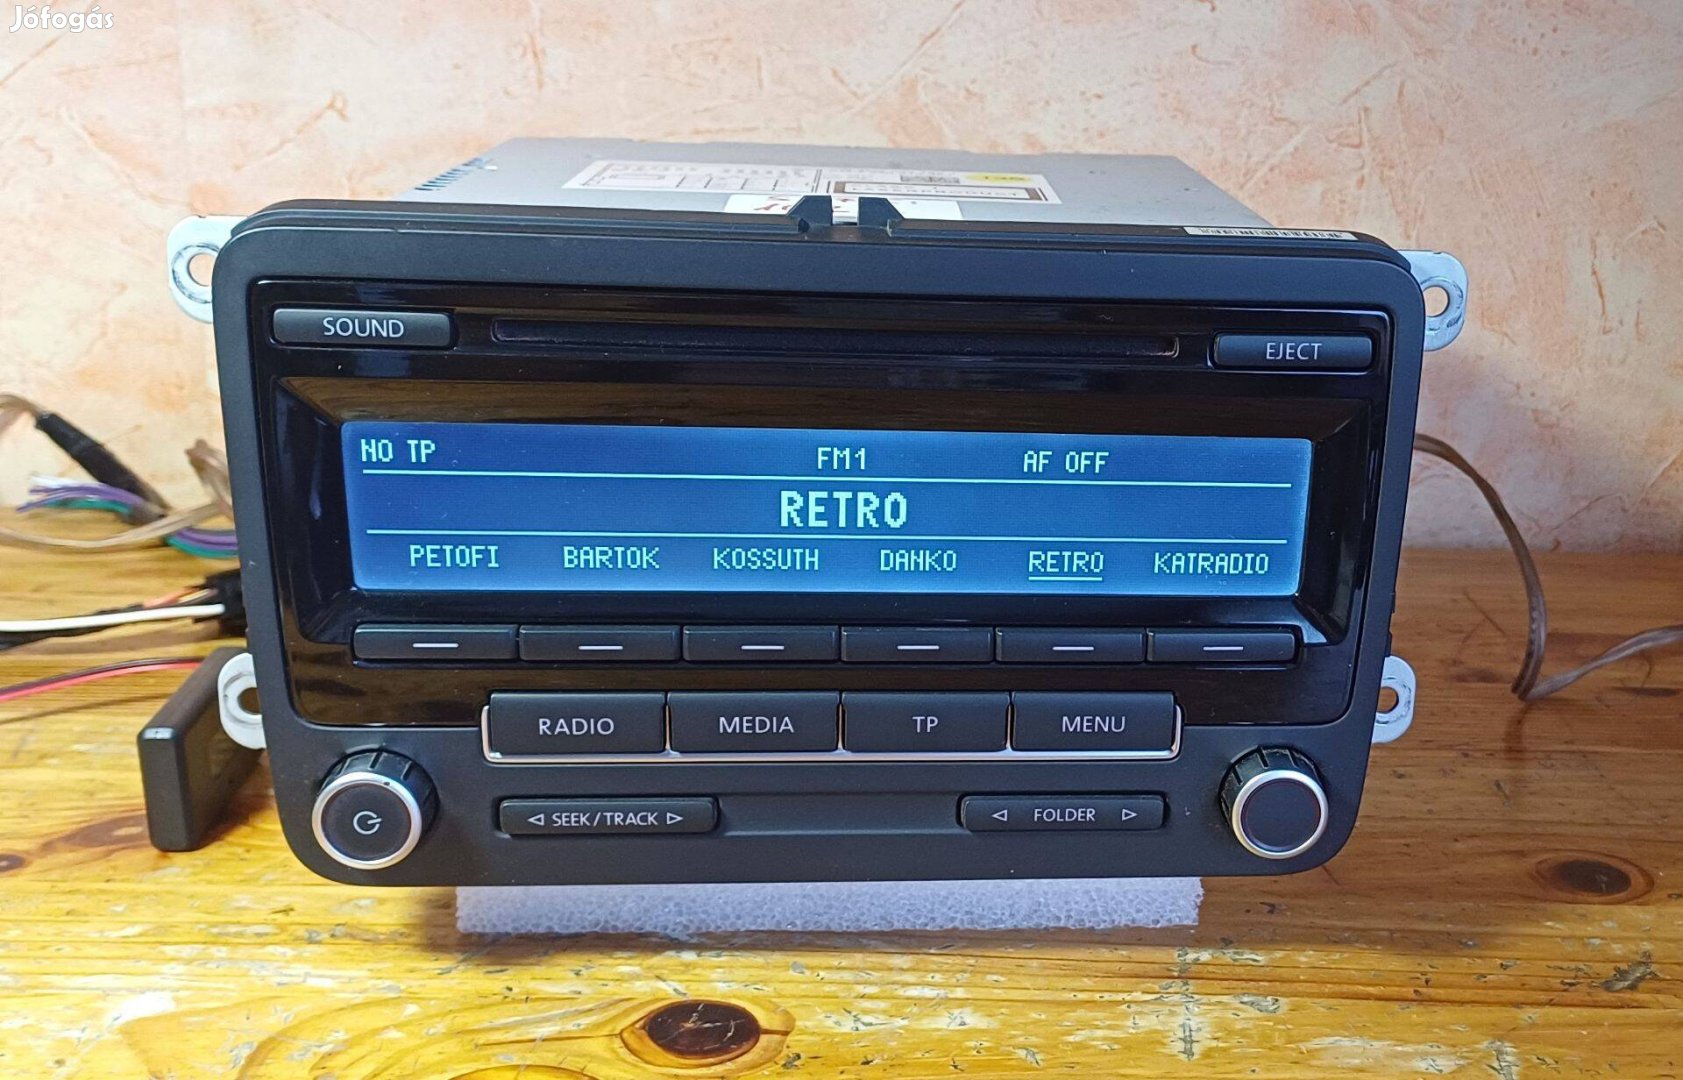 Jófogás
SOUND
EJECT
NO TP FM1 AF OFF
RETRO
PETOFI BARTOK KOSSUTH DANKO RETRO KATRADIO
RADIO MEDIA TP MENU
SEEK/TRACK FOLDER